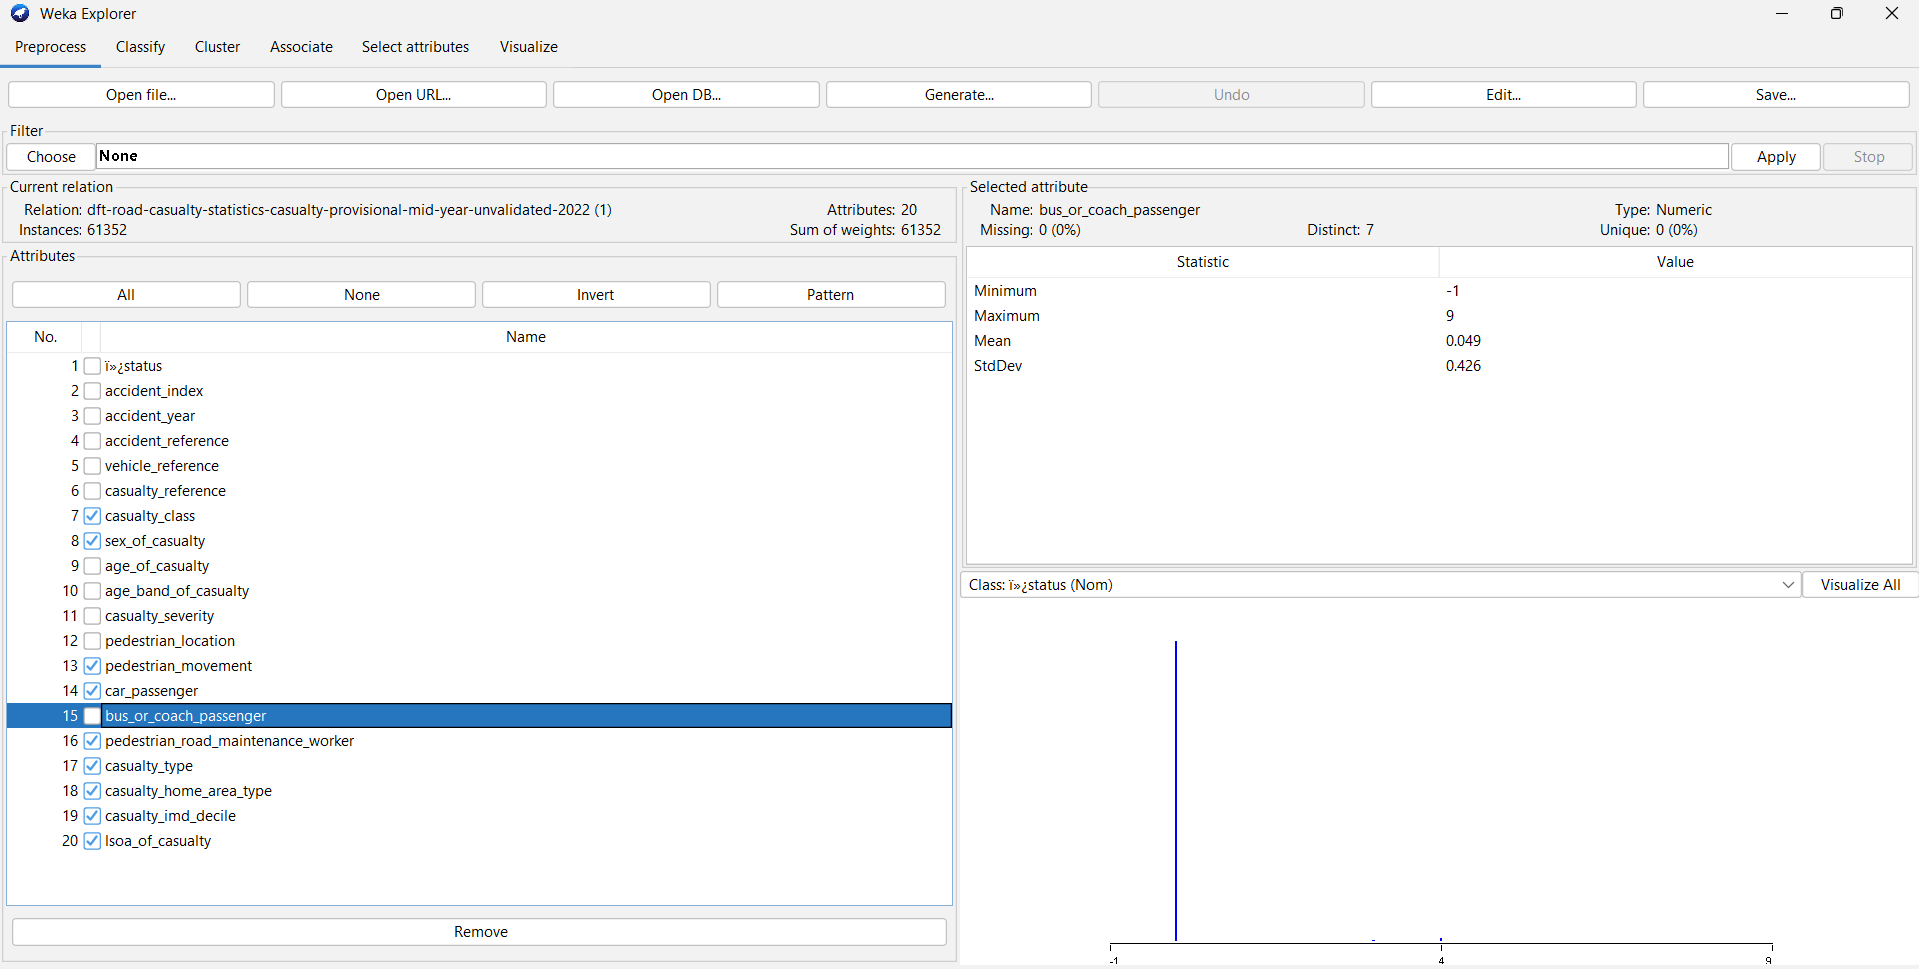 Weka Explorer
Preprocess Classify Cluster Associate Select attributes Visualize
Open file... Open URL... Open DB... Generate... Undo Edit... Save...
Filter
Choose None Apply Stop
Current relation
Relation: dft-road-casualty-statistics-casualty-provisional-mid-year-unvalidated-2022 (1) Attributes: 20
Instances: 61352 Sum of weights: 61352
Attributes
All None Invert Pattern
No. Name
1 ï»¿status
2 accident_index
3 accident_year
4 accident_reference
5 vehicle_reference
6 casualty_reference
7 casualty_class
8 sex_of_casualty
9 age_of_casualty
10 age_band_of_casualty
11 casualty_severity
12 pedestrian_location
13 pedestrian_movement
14 car_passenger
15 bus_or_coach_passenger
16 pedestrian_road_maintenance_worker
17 casualty_type
18 casualty_home_area_type
19 casualty_imd_decile
20 lsoa_of_casualty
Remove
Selected attribute
Name: bus_or_coach_passenger Type: Numeric
Missing: 0 (0%) Distinct: 7 Unique: 0 (0%)
Statistic Value
Minimum -1
Maximum 9
Mean 0.049
StdDev 0.426
Class: ï»¿status (Nom) Visualize All
-1 4 9